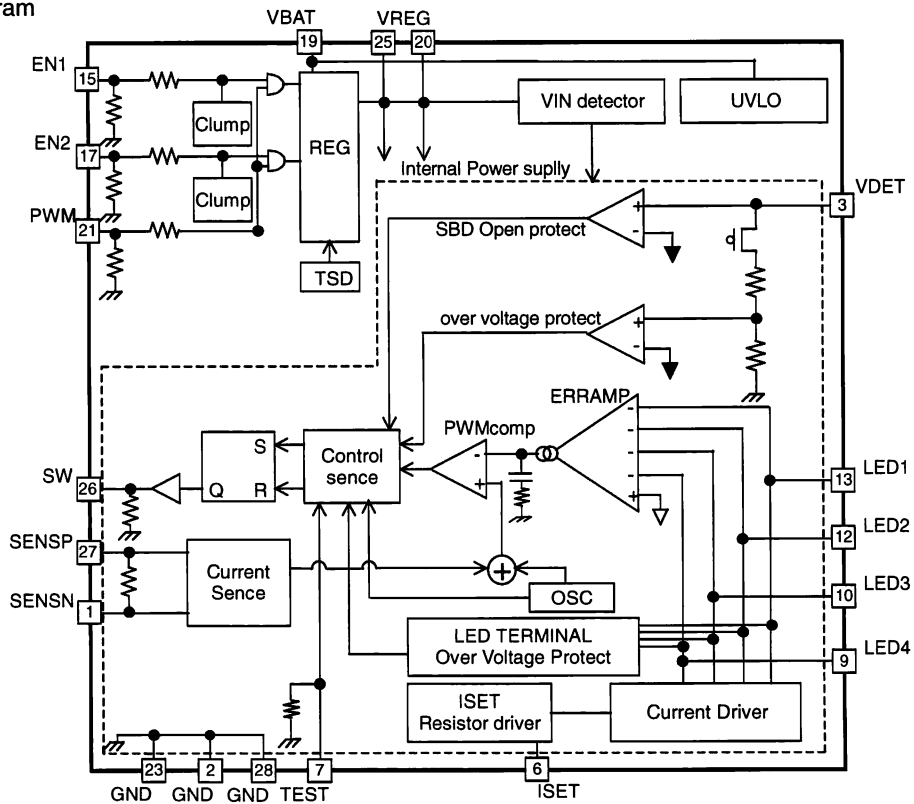 ram
VBAT VREG
19 25 20
EN1
15
Clump
VIN detector
UVLO
REG
EN2
17
Clump
Internal Power suplly
VDET
3
PWM
21
+
-
SBD Open protect
TSD
over voltage protect
+
-
ERRAMP
PWMcomp
-
-
-
-
+
S
Q R
Control
sence
-
+
SW
26
LED1
13
LED2
12
SENSP
27
SENSN
1
Current
Sence
+
OSC
LED3
10
LED TERMINAL
Over Voltage Protect
LED4
9
ISET
Resistor driver
Current Driver
23 2 28 7 6
GND GND GND TEST ISET